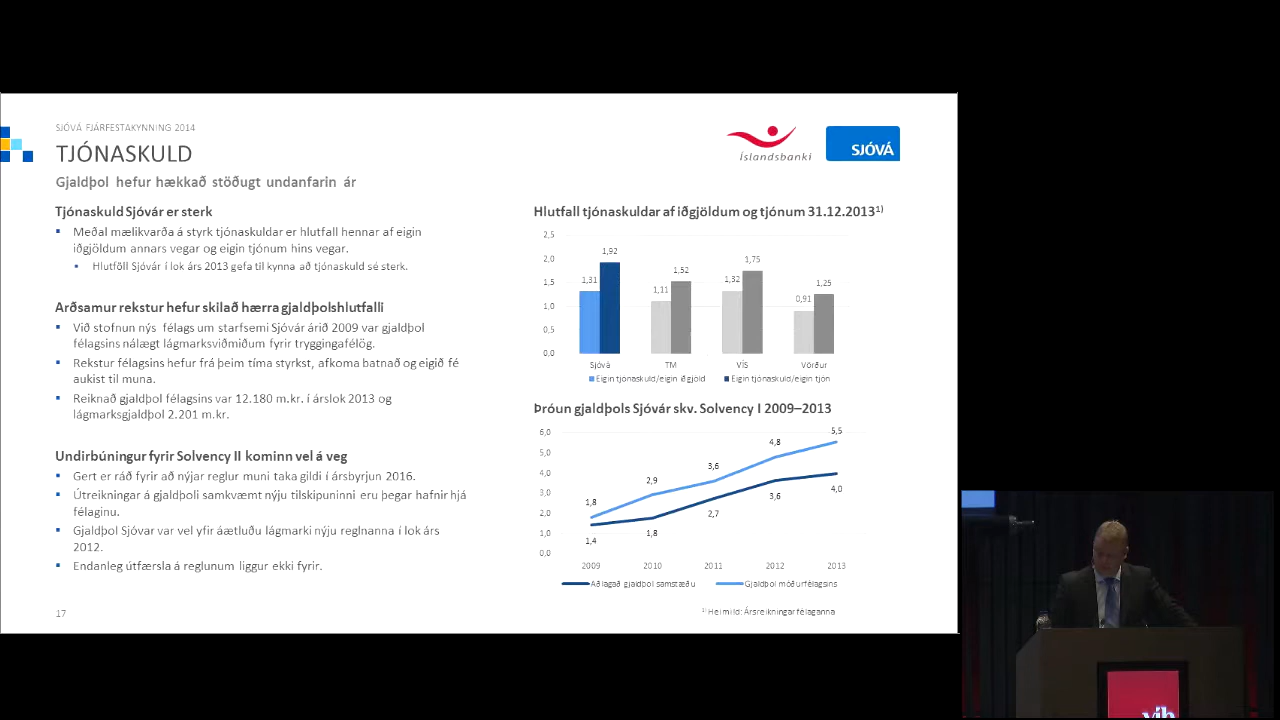 SJÓVÁ FJÁRFESTAKYNNING 2014
TJÓNASKULD
Gjaldþol hefur hækkað stöðugt undanfarin ár
Íslandsbanki
SJÓVÁ
Tjónaskuld Sjóvár er sterk
Meðal mælikvarða á styrk tjónaskuldar er hlutfall hennar af eigin
iðgjöldum annars vegar og eigin tjónum hins vegar.
Hlutföll Sjóvár í lok árs 2013 gefa til kynna að tjónaskuld sé sterk.
Arðsamur rekstur hefur skilað hærra gjaldþolshlutfalli
Við stofnun nýs félags um starfsemi Sjóvár árið 2009 var gjaldþol
félagsins nálægt lágmarksviðmiðum fyrir tryggingafélög.
Rekstur félagsins hefur frá þeim tíma styrkst, afkoma batnað og eigið fé
aukist til muna.
Reiknað gjaldþol félagsins var 12.180 m.kr. í árslok 2013 og
lágmarksgjaldþol 2.201 m.kr.
Undirbúningur fyrir Solvency II kominn vel á veg
Gert er ráð fyrir að nýjar reglur muni taka gildi í ársbyrjun 2016.
Útreikningar á gjaldþoli samkvæmt nýju tilskipuninni eru þegar hafnir hjá
félaginu.
Gjaldþol Sjóvar var vel yfir áætluðu lágmarki nýju reglnanna í lok árs
2012.
Endanleg útfærsla á reglunum liggur ekki fyrir.
17
Hlutfall tjónaskuldar af iðgjöldum og tjónum 31.12.2013¹⁾
2,5
2,0
1,5
1,0
0,5
0,0
1,31
1,92
1,11
1,52
1,32
1,75
0,91
1,25
Sjóvá
TM
VÍS
Vörður
Eigin tjónaskuld/eigin iðgjöld
Eigin tjónaskuld/eigin tjón
Þróun gjaldþols Sjóvár skv. Solvency I 2009–2013
6,0
5,0
4,0
3,0
2,0
1,0
0,0
1,8
2,9
3,6
4,8
5,5
1,4
1,8
2,7
3,6
4,0
2009
2010
2011
2012
2013
Aðlagað gjaldþol samstæðu
Gjaldþol móðurfélagsins
¹⁾ Heimild: Ársreikningar félaganna